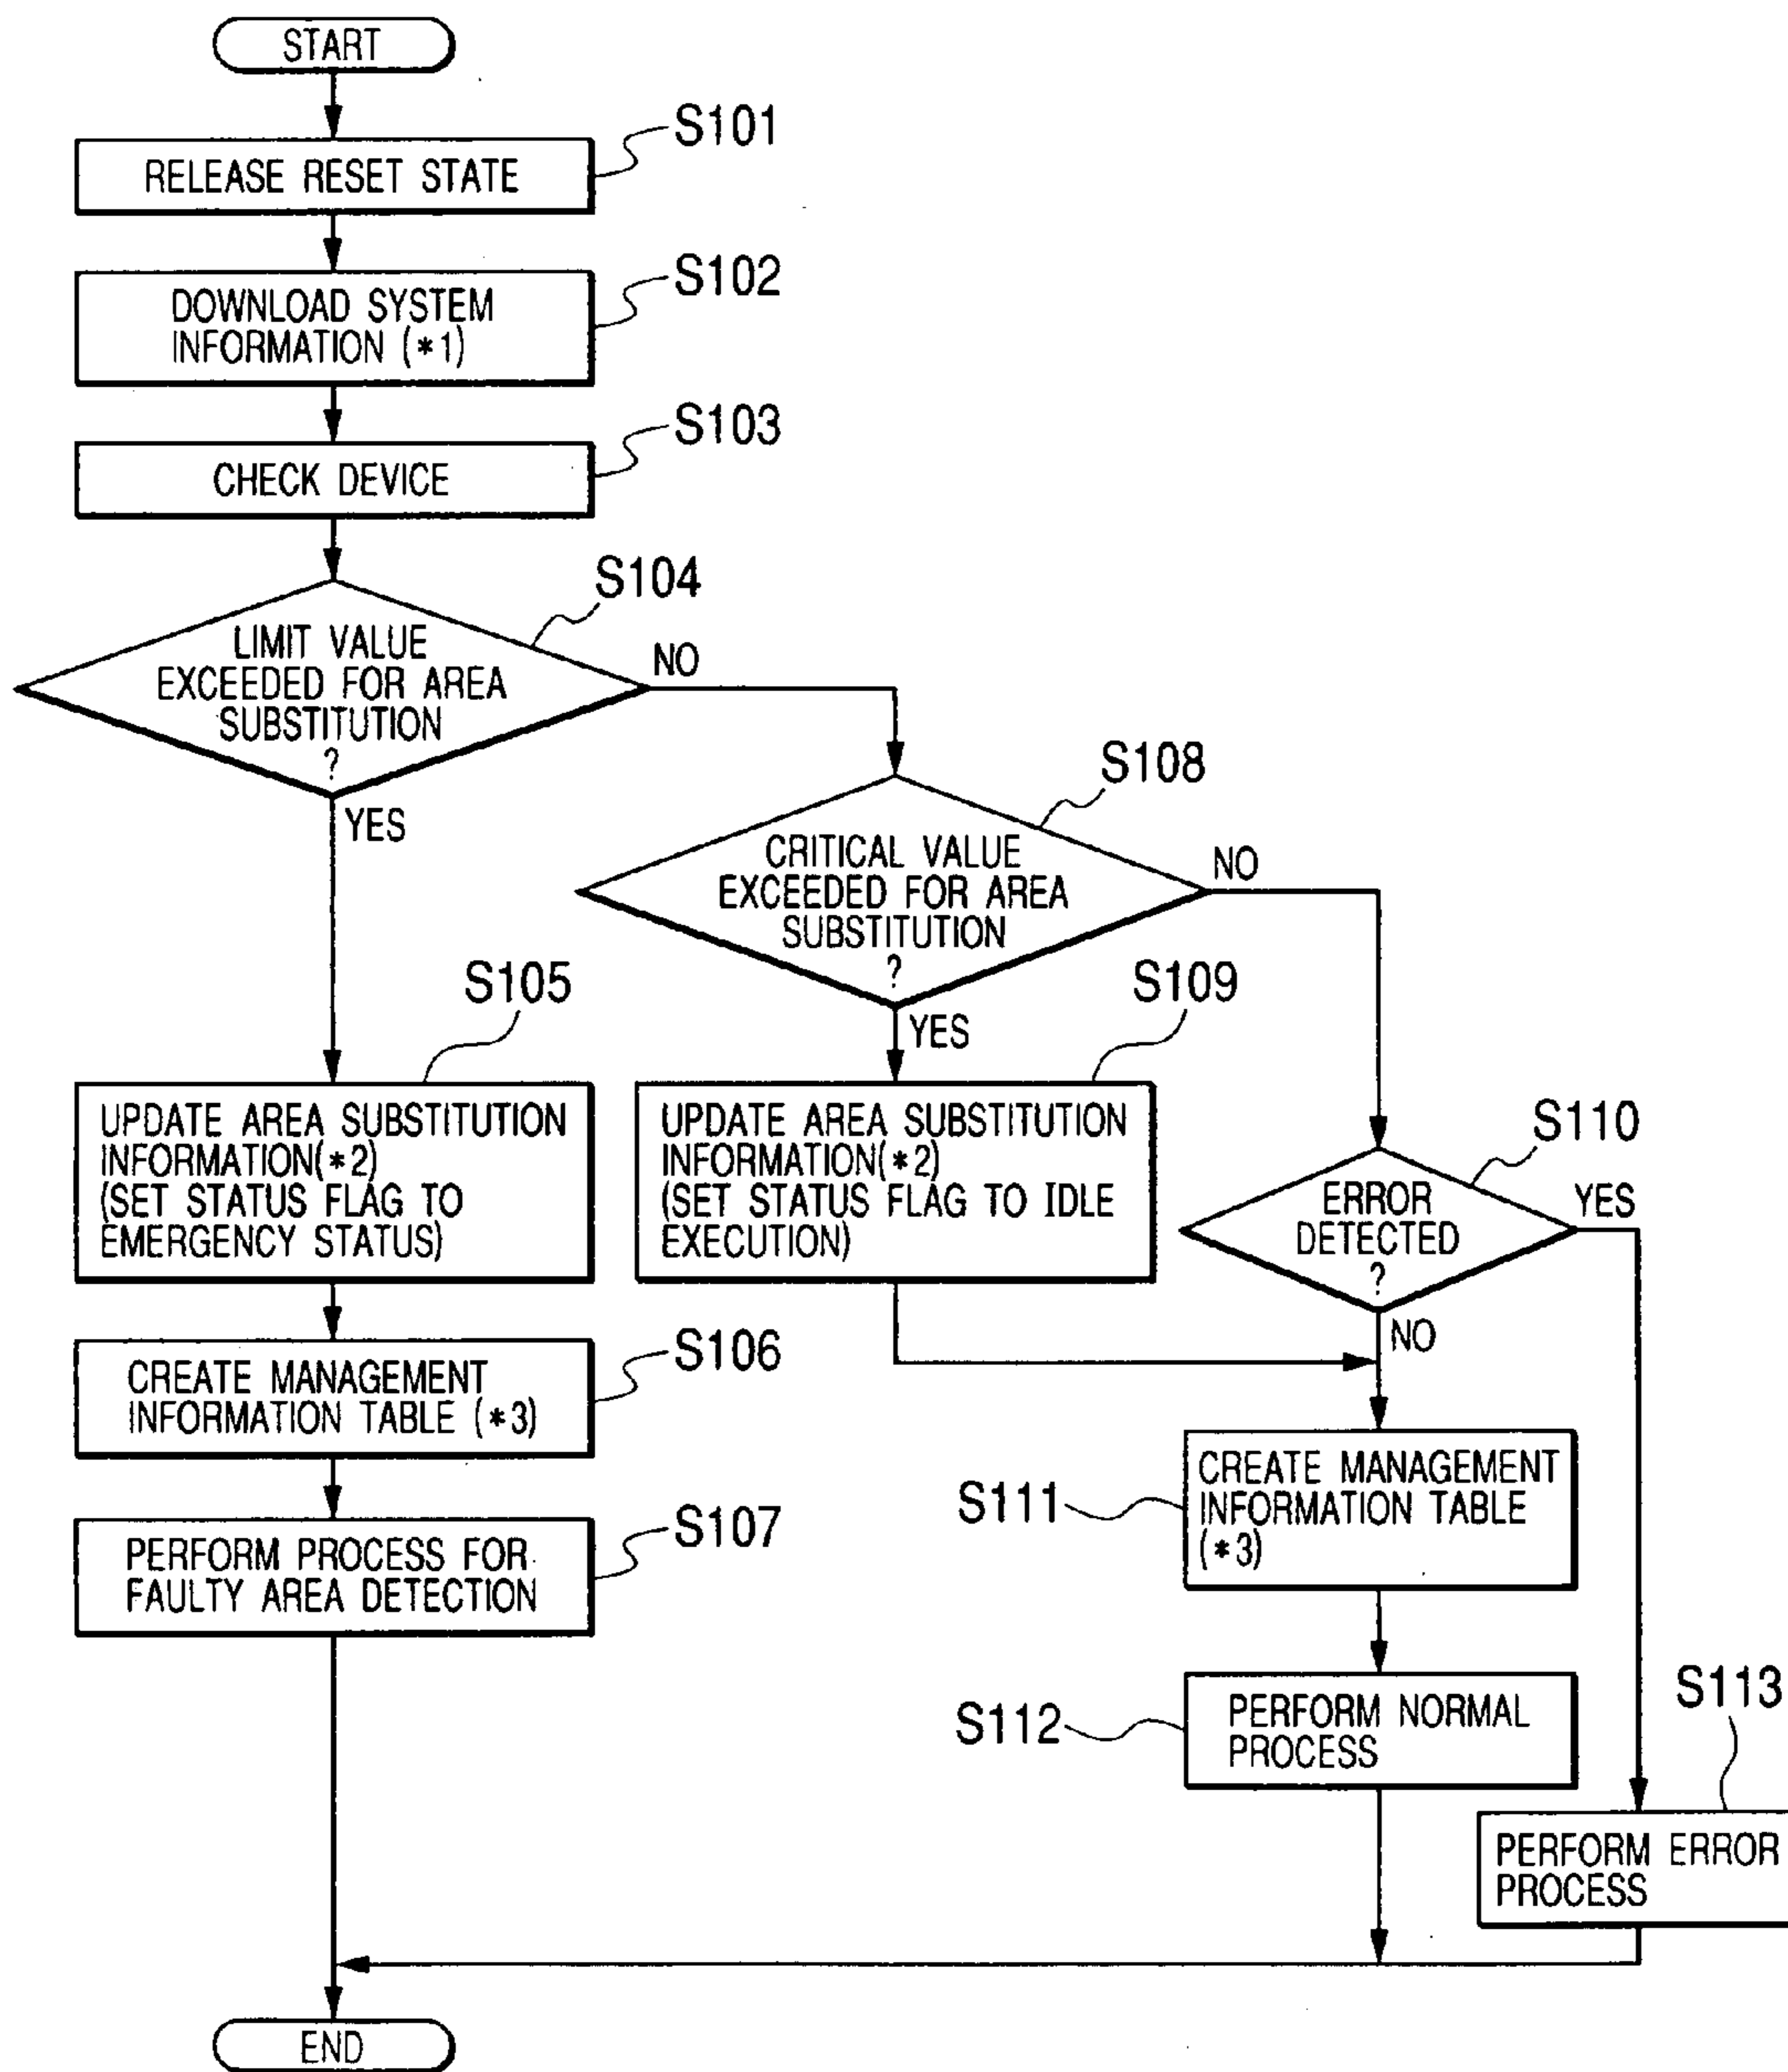 START
S101
RELEASE RESET STATE
S102
DOWNLOAD SYSTEM
INFORMATION (*1)
S103
CHECK DEVICE
S104
LIMIT VALUE
EXCEEDED FOR AREA
SUBSTITUTION
?
NO
YES
S108
CRITICAL VALUE
EXCEEDED FOR AREA
SUBSTITUTION
?
NO
YES
S105
UPDATE AREA SUBSTITUTION
INFORMATION(*2)
(SET STATUS FLAG TO
EMERGENCY STATUS)
S109
UPDATE AREA SUBSTITUTION
INFORMATION(*2)
(SET STATUS FLAG TO IDLE
EXECUTION)
S110
ERROR
DETECTED
?
YES
NO
S106
CREATE MANAGEMENT
INFORMATION TABLE (*3)
S107
PERFORM PROCESS FOR
FAULTY AREA DETECTION
S111
CREATE MANAGEMENT
INFORMATION TABLE
(*3)
S112
PERFORM NORMAL
PROCESS
S113
PERFORM ERROR
PROCESS
END